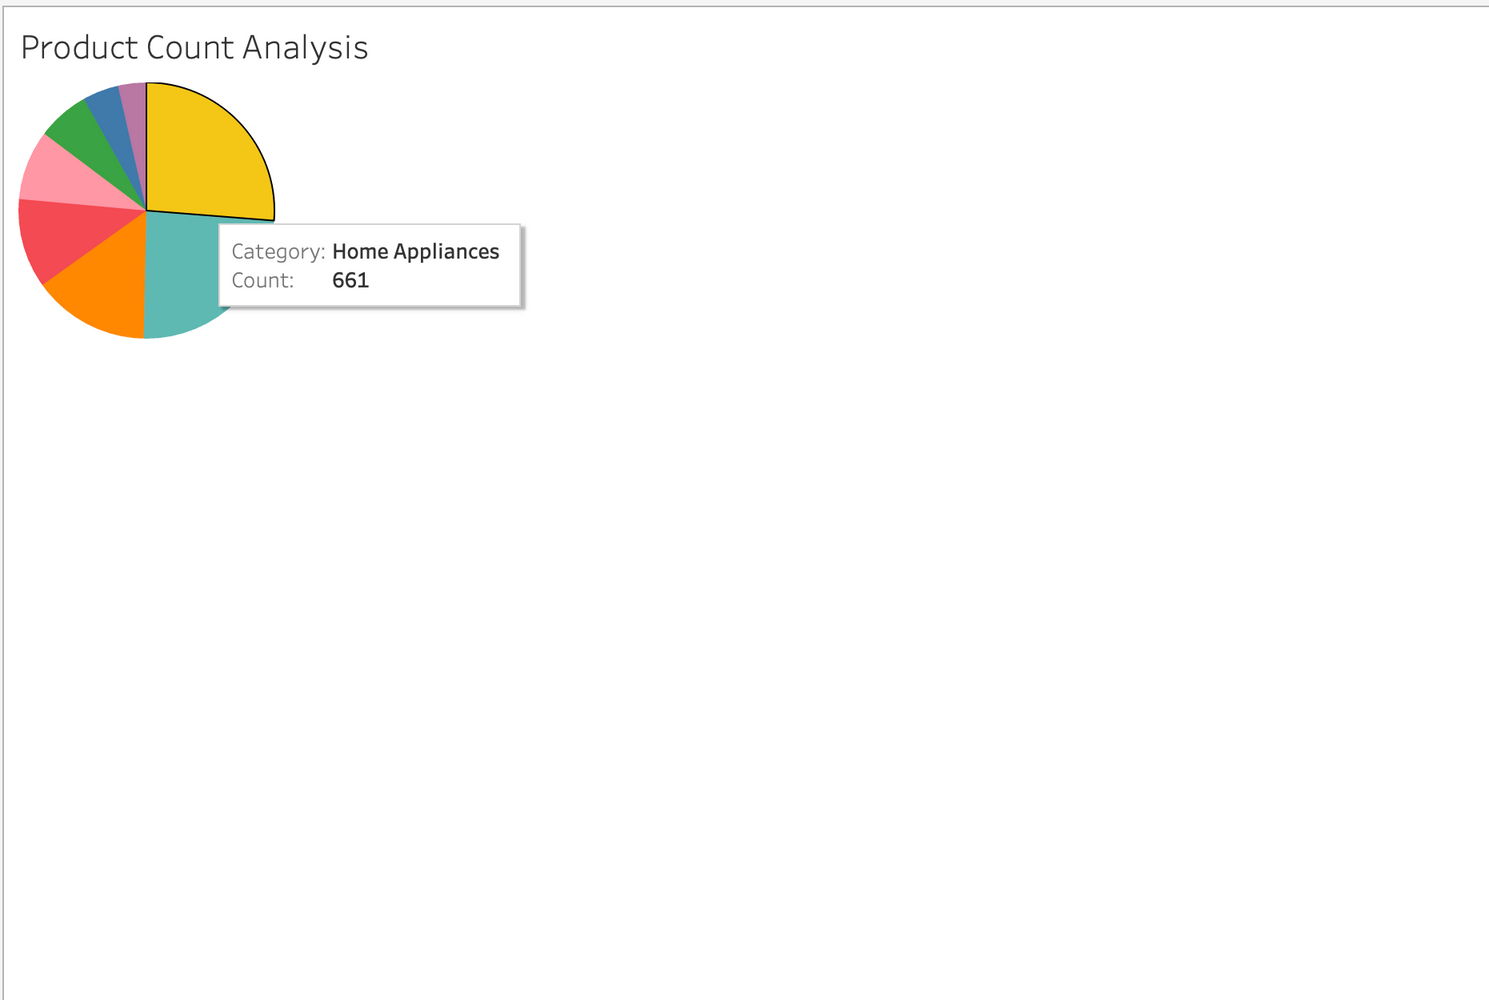 Product Count Analysis
Category: Home Appliances
Count: 661